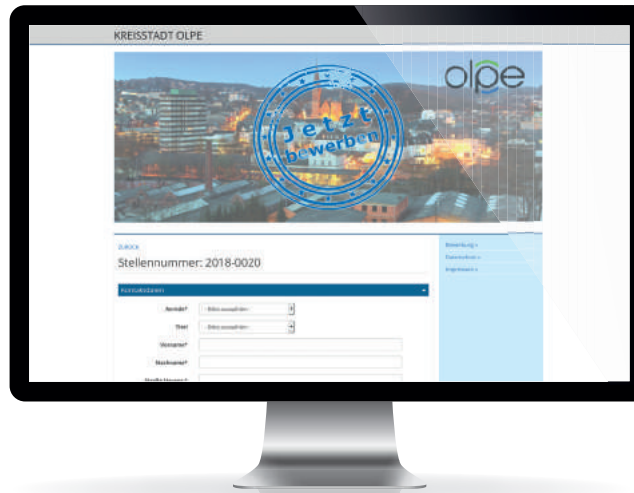 KREISSTADT OLPE
olpe
Jetzt
bewerben
ZURÜCK
Stellennummer: 2018-0020
Bewerbung »
Datenschutz »
Impressum »
Kontaktdaten
Anrede*
- Bitte auswählen -
Titel
- Bitte auswählen -
Vorname*
Nachname*